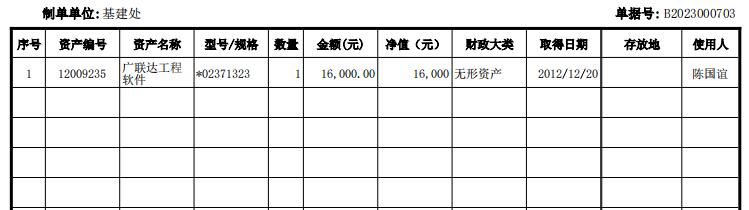 制单单位: 基建处 单据号: B2023000703
序号 资产编号 资产名称 型号/规格 数量 金额(元) 净值（元） 财政大类 取得日期 存放地 使用人
1 12009235 广联达工程软件 *02371323 1 16,000.00 16,000 无形资产 2012/12/20 陈国谊